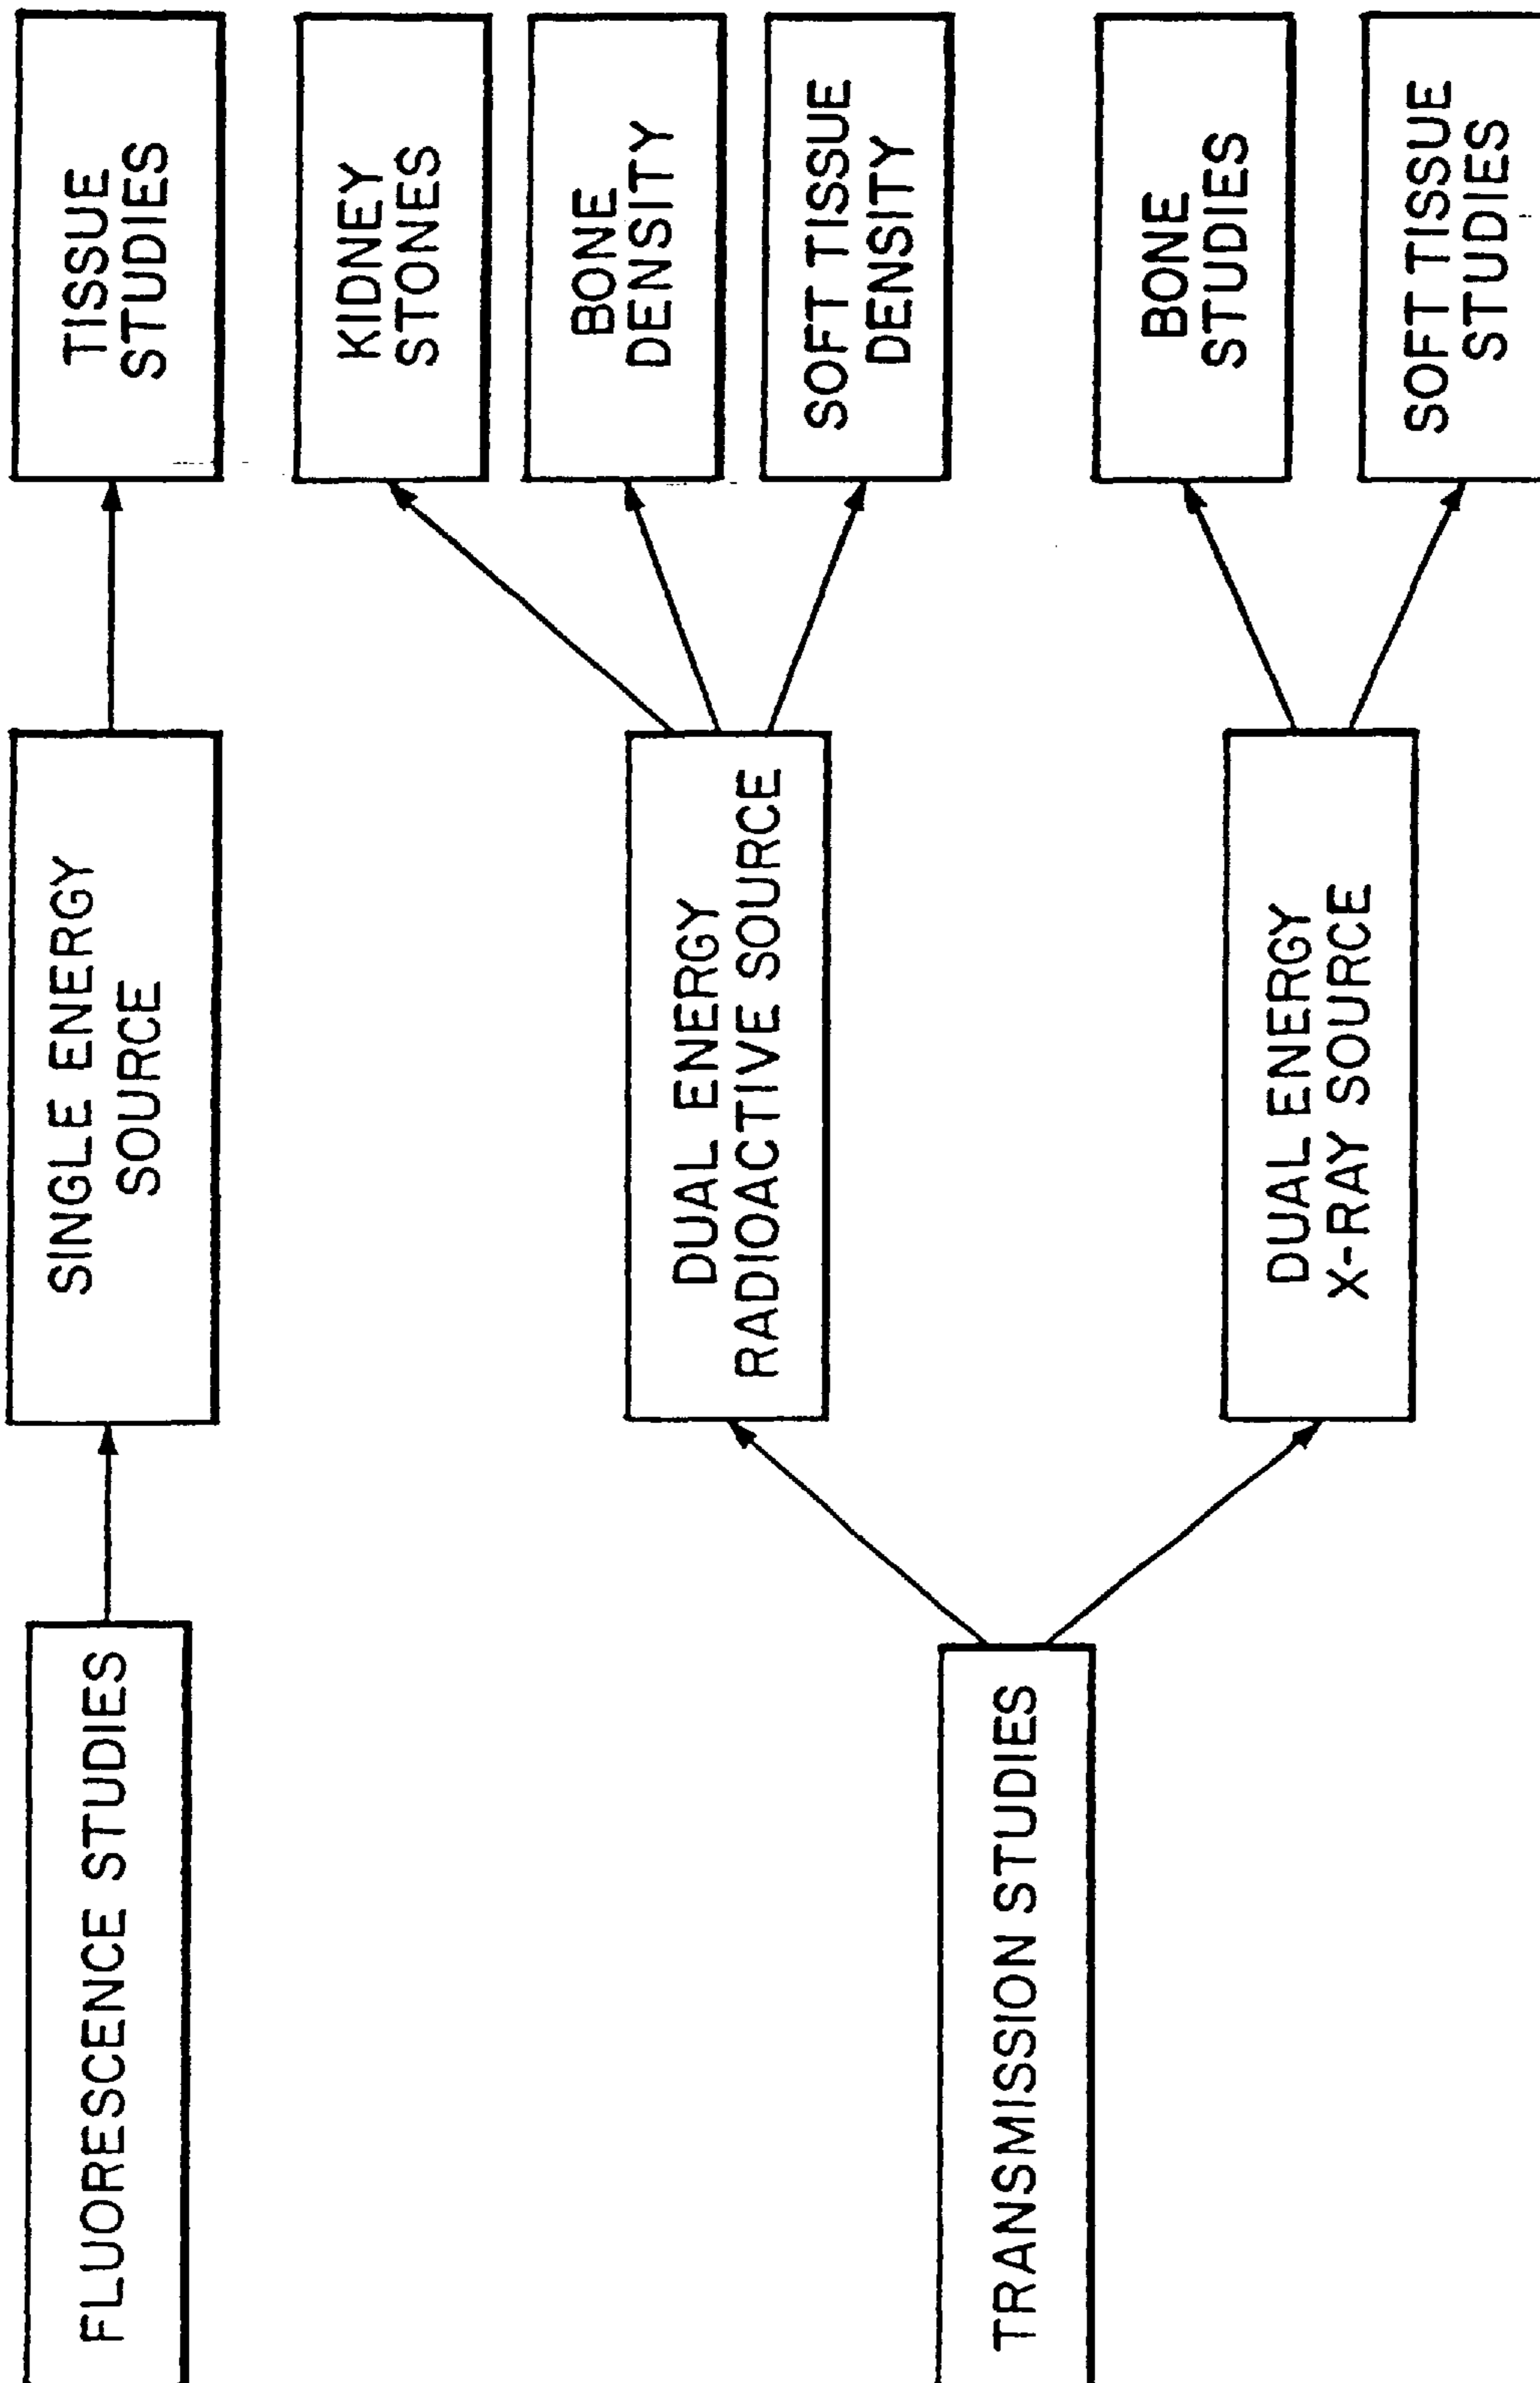 FLUORESCENCE STUDIES
SINGLE ENERGY
SOURCE
TISSUE
STUDIES
TRANSMISSION STUDIES
DUAL ENERGY
RADIOACTIVE SOURCE
KIDNEY
STONES
BONE
DENSITY
SOFT TISSUE
DENSITY
DUAL ENERGY
X-RAY SOURCE
BONE
STUDIES
SOFT TISSUE
STUDIES